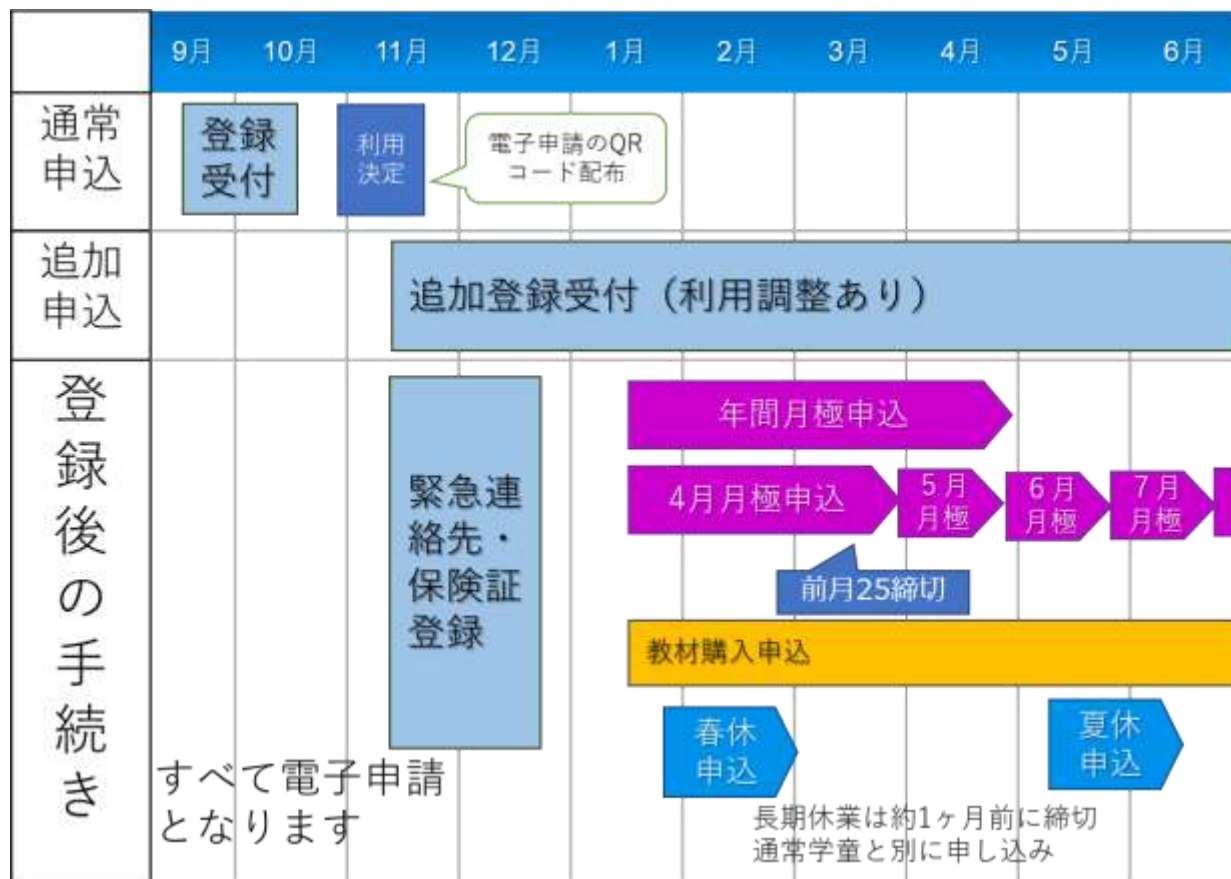 9月 10月 11月 12月 1月 2月 3月 4月 5月 6月
通常
申込
登録
受付
利用
決定
電子申請のQR
コード配布
追加
申込
追加登録受付（利用調整あり）
登録後の手続き
緊急連
絡先・
保険証
登録
年間月極申込
4月月極申込
5月
月極
6月
月極
7月
月極
前月25締切
教材購入申込
春休
申込
夏休
申込
すべて電子申請
となります
長期休業は約1ヶ月前に締切
通常学童と別に申し込み